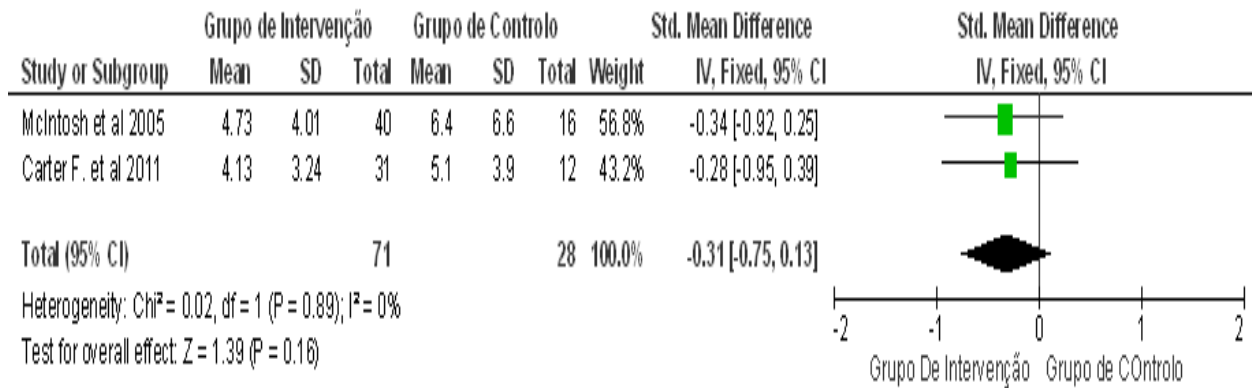 Grupo de Intervenção Grupo de Controlo Std. Mean Difference Std. Mean Difference
Study or Subgroup Mean SD Total Mean SD Total Weight IV, Fixed, 95% CI IV, Fixed, 95% CI
McIntosh et al 2005 4.73 4.01 40 6.4 6.6 16 56.8% -0.34 [-0.92, 0.25]
Carter F. et al 2011 4.13 3.24 31 5.1 3.9 12 43.2% -0.28 [-0.95, 0.39]
Total (95% CI) 71 28 100.0% -0.31 [-0.75, 0.13]
Heterogeneity: Chi² = 0.02, df = 1 (P = 0.89); I² = 0%
Test for overall effect: Z = 1.39 (P = 0.16)
-2 -1 0 1 2
Grupo De Intervenção Grupo de COntrolo